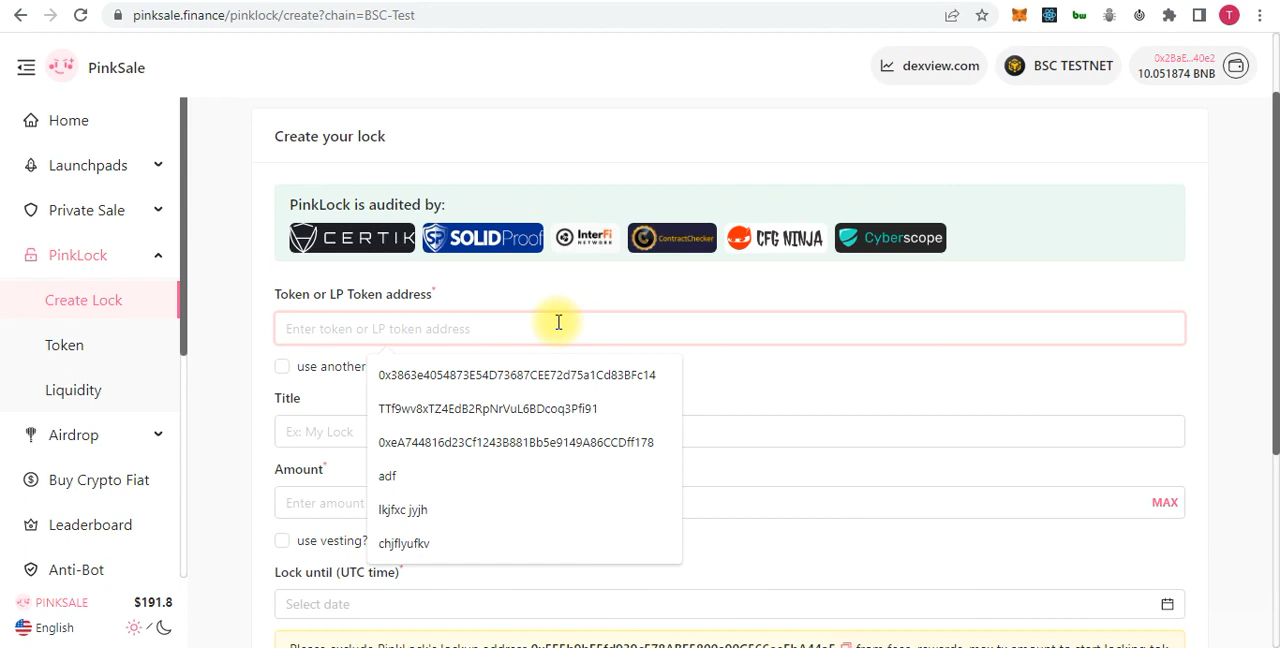 pinksale.finance/pinklock/create?chain=BSC-Test
bw
T
PinkSale
dexview.com
BSC TESTNET
0x2BaE...40e2
10.051874 BNB
Home
Launchpads
Private Sale
PinkLock
Create Lock
Token
Liquidity
Airdrop
Buy Crypto Fiat
Leaderboard
Anti-Bot
PINKSALE $191.8
English
Create your lock
PinkLock is audited by:
CERTIK SOLIDProof InterFi NETWORK ContractChecker CFG NINJA Cyberscope
Token or LP Token address*
Enter token or LP token address
use another
0x3863e4054873E54D73687CEE72d75a1Cd83BFc14
TTf9wv8xTZ4EdB2RpNrVuL6BDcoq3Pfi91
0xeA744816d23Cf1243B881Bb5e9149A86CCDff178
adf
lkjfxc jyjh
chjflyufkv
Title
Ex: My Lock
Amount*
Enter amount
MAX
use vesting?
Lock until (UTC time)*
Select date